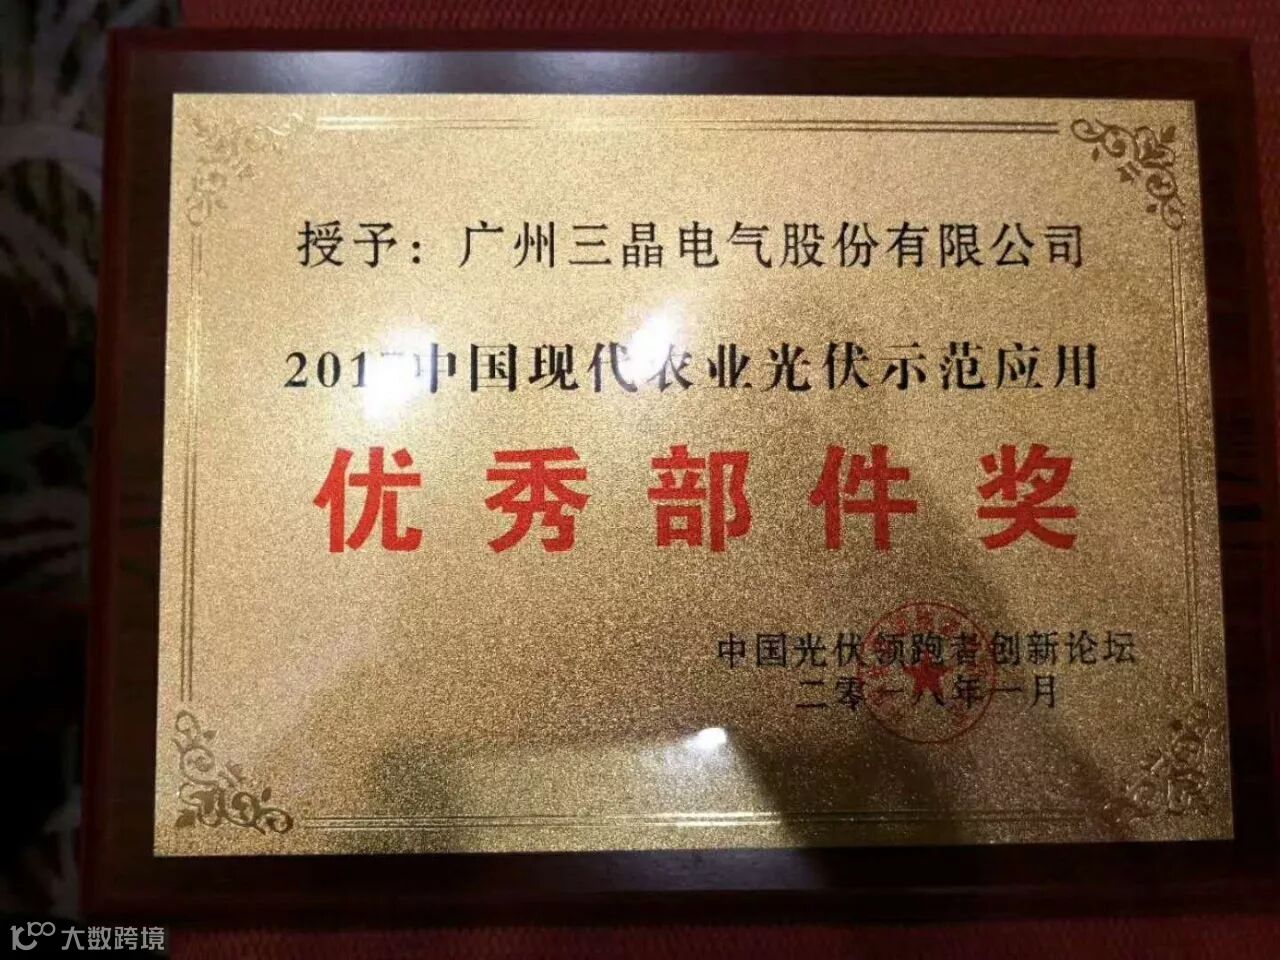 授予：广州三晶电气股份有限公司
2017中国现代农业光伏示范应用
优秀部件奖
中国光伏领跑者创新论坛
二零一八年一月
大数跨境